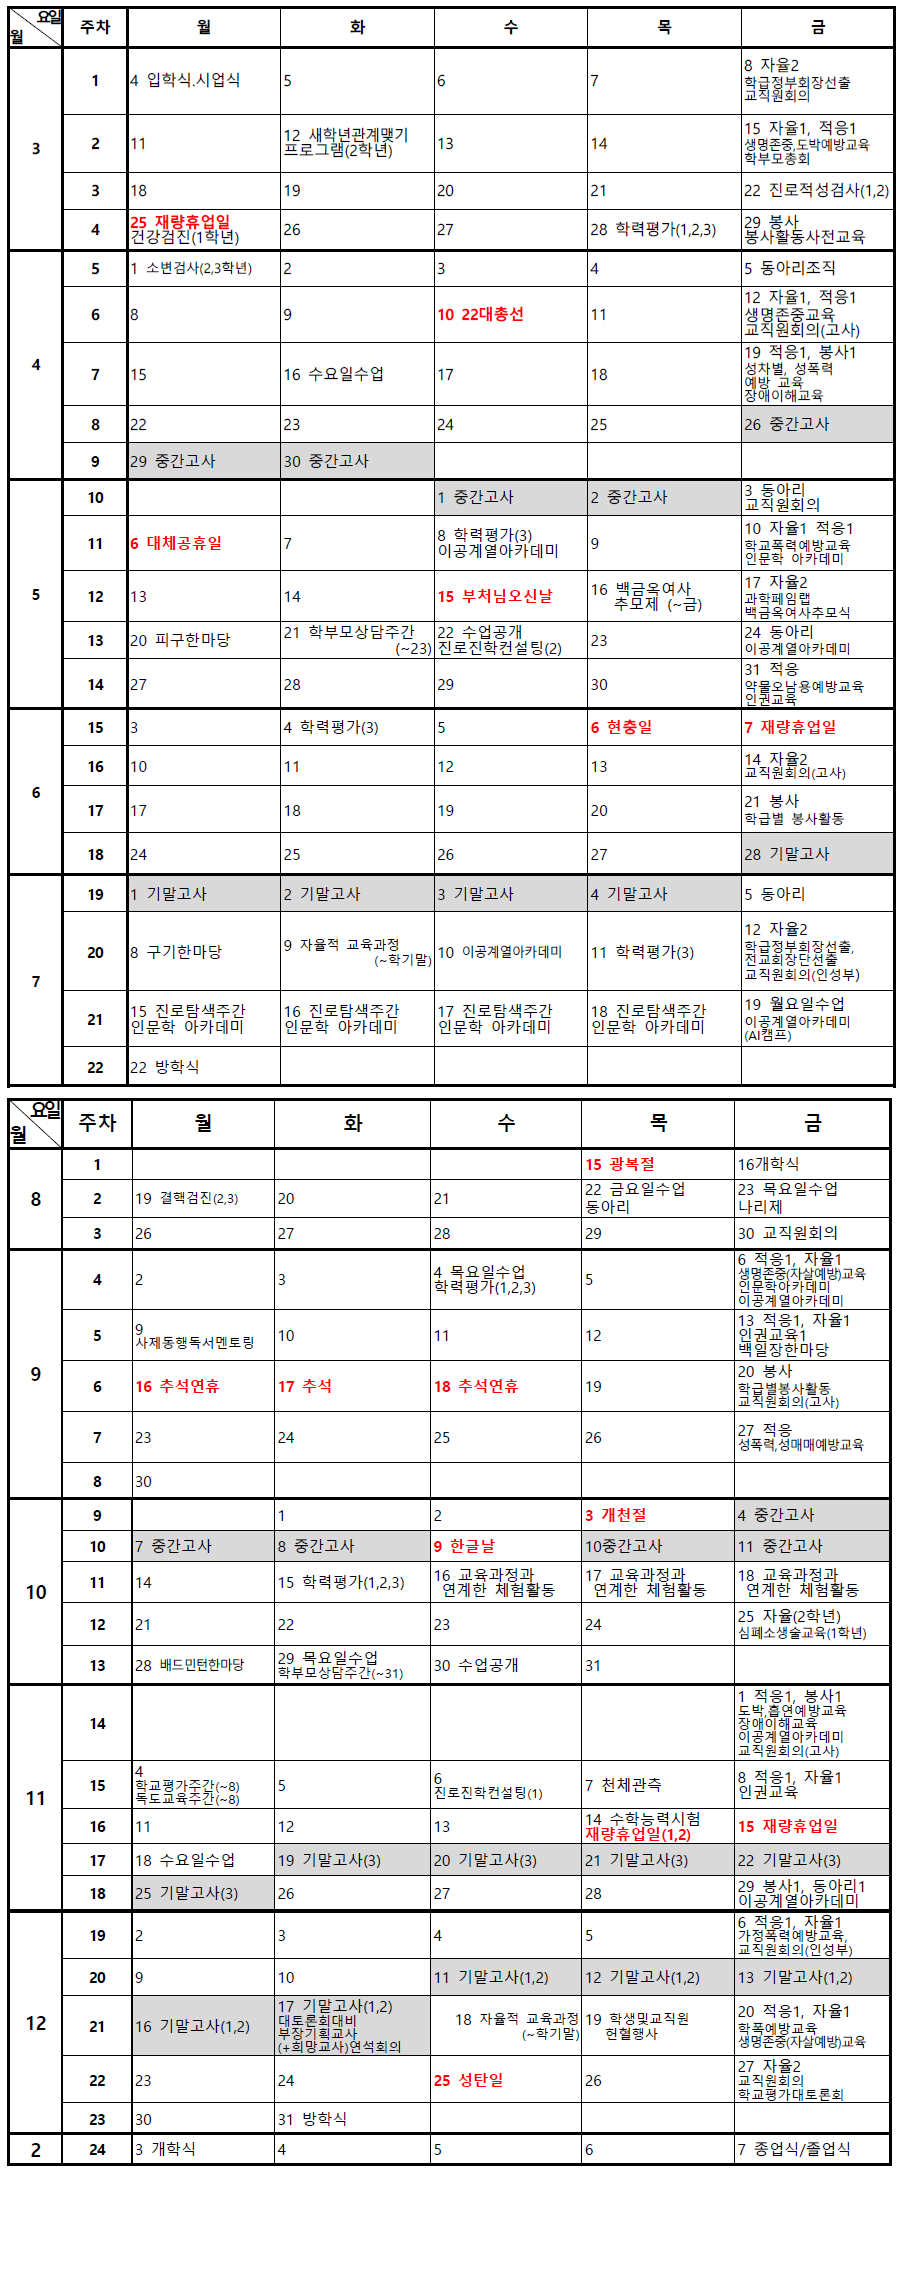 요일
월 주차 월 화 수 목 금
3
1 4 입학식.시업식 5 6 7 8 자율2
학급정부회장선출
교직원회의
2 11 12 새학년관계맺기
프로그램(2학년) 13 14 15 자율1, 적응1
생명존중,도박예방교육
학부모총회
3 18 19 20 21 22 진로적성검사(1,2)
4 25 재량휴업일
건강검진(1학년) 26 27 28 학력평가(1,2,3) 29 봉사
봉사활동사전교육
4
5 1 소변검사(2,3학년) 2 3 4 5 동아리조직
6 8 9 10 22대총선 11 12 자율1, 적응1
생명존중교육
교직원회의(고사)
7 15 16 수요일수업 17 18 19 적응1, 봉사1
성차별, 성폭력
예방 교육
장애이해교육
8 22 23 24 25 26 중간고사
9 29 중간고사 30 중간고사
5
10 1 중간고사 2 중간고사 3 동아리
교직원회의
11 6 대체공휴일 7 8 학력평가(3)
이공계열아카데미 9 10 자율1 적응1
학교폭력예방교육
인문학 아카데미
12 13 14 15 부처님오신날 16 백금옥여사
추모제 (~금) 17 자율2
과학페임랩
백금옥여사추모식
13 20 피구한마당 21 학부모상담주간
(~23) 22 수업공개
진로진학컨설팅(2) 23 24 동아리
이공계열아카데미
14 27 28 29 30 31 적응
약물오남용예방교육
인권교육
6
15 3 4 학력평가(3) 5 6 현충일 7 재량휴업일
16 10 11 12 13 14 자율2
교직원회의(고사)
17 17 18 19 20 21 봉사
학급별 봉사활동
18 24 25 26 27 28 기말고사
7
19 1 기말고사 2 기말고사 3 기말고사 4 기말고사 5 동아리
20 8 구기한마당 9 자율적 교육과정
(~학기말) 10 이공계열아카데미 11 학력평가(3) 12 자율2
학급정부회장선출,
전교회장단선출
교직원회의(인성부)
21 15 진로탐색주간
인문학 아카데미 16 진로탐색주간
인문학 아카데미 17 진로탐색주간
인문학 아카데미 18 진로탐색주간
인문학 아카데미 19 월요일수업
이공계열아카데미
(AI캠프)
22 22 방학식
요일
월 주차 월 화 수 목 금
8
1 15 광복절 16개학식
2 19 결핵검진(2,3) 20 21 22 금요일수업
동아리 23 목요일수업
나리제
3 26 27 28 29 30 교직원회의
9
4 2 3 4 목요일수업
학력평가(1,2,3) 5 6 적응1, 자율1
생명존중(자살예방)교육
인문학아카데미
이공계열아카데미
5 9
사제동행독서멘토링 10 11 12 13 적응1, 자율1
인권교육1
백일장한마당
6 16 추석연휴 17 추석 18 추석연휴 19 20 봉사
학급별봉사활동
교직원회의(고사)
7 23 24 25 26 27 적응
성폭력,성매매예방교육
8 30
10
9 1 2 3 개천절 4 중간고사
10 7 중간고사 8 중간고사 9 한글날 10중간고사 11 중간고사
11 14 15 학력평가(1,2,3) 16 교육과정과
연계한 체험활동 17 교육과정과
연계한 체험활동 18 교육과정과
연계한 체험활동
12 21 22 23 24 25 자율(2학년)
심폐소생술교육(1학년)
13 28 배드민턴한마당 29 목요일수업
학부모상담주간(~31) 30 수업공개 31
11
14 1 적응1, 봉사1
도박,흡연예방교육
장애이해교육
이공계열아카데미
교직원회의(고사)
15 4
학교평가주간(~8)
독도교육주간(~8) 5 6
진로진학컨설팅(1) 7 천체관측 8 적응1, 자율1
인권교육
16 11 12 13 14 수학능력시험
재량휴업일(1,2) 15 재량휴업일
17 18 수요일수업 19 기말고사(3) 20 기말고사(3) 21 기말고사(3) 22 기말고사(3)
18 25 기말고사(3) 26 27 28 29 봉사1, 동아리1
이공계열아카데미
12
19 2 3 4 5 6 적응1, 자율1
가정폭력예방교육,
교직원회의(인성부)
20 9 10 11 기말고사(1,2) 12 기말고사(1,2) 13 기말고사(1,2)
21 16 기말고사(1,2) 17 기말고사(1,2)
대토론회대비
부장기획교사
(+희망교사)연석회의 18 자율적 교육과정
(~학기말) 19 학생및교직원
헌혈행사 20 적응1, 자율1
학폭예방교육
생명존중(자살예방)교육
22 23 24 25 성탄일 26 27 자율2
교직원회의
학교평가대토론회
23 30 31 방학식
2
24 3 개학식 4 5 6 7 종업식/졸업식